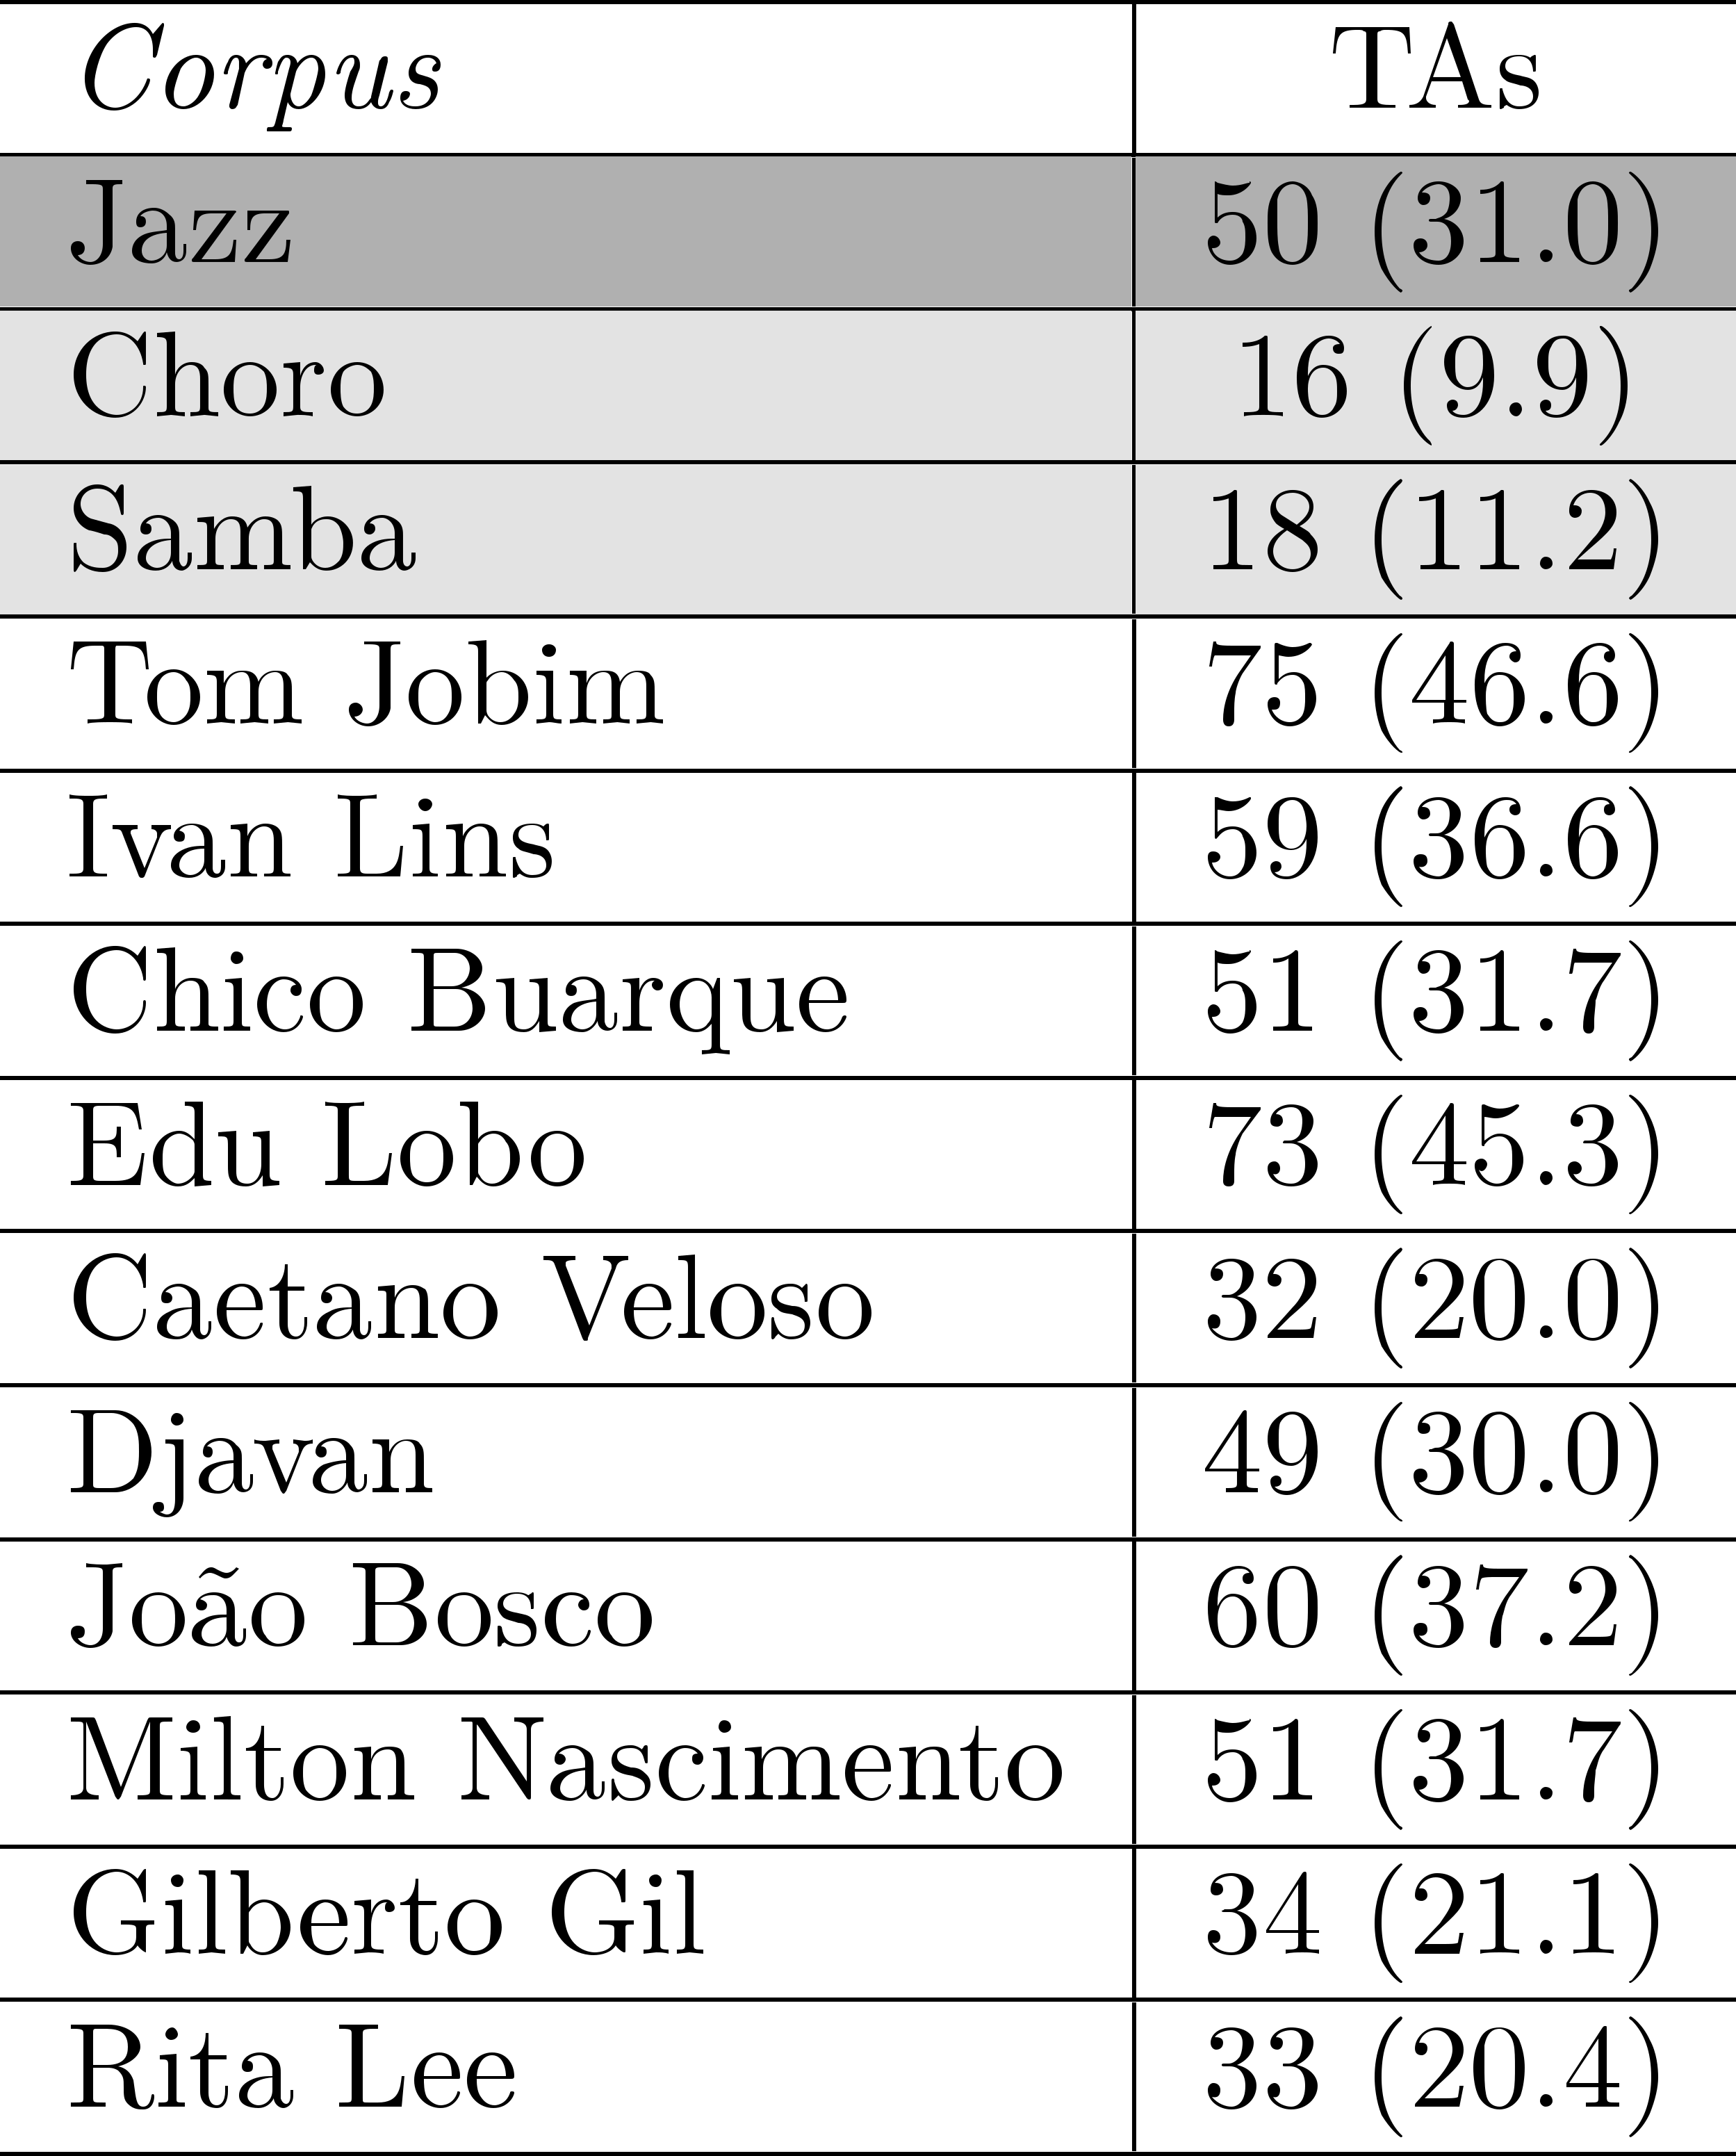 Corpus TAs
Jazz 50 (31.0)
Choro 16 (9.9)
Samba 18 (11.2)
Tom Jobim 75 (46.6)
Ivan Lins 59 (36.6)
Chico Buarque 51 (31.7)
Edu Lobo 73 (45.3)
Caetano Veloso 32 (20.0)
Djavan 49 (30.0)
João Bosco 60 (37.2)
Milton Nascimento 51 (31.7)
Gilberto Gil 34 (21.1)
Rita Lee 33 (20.4)